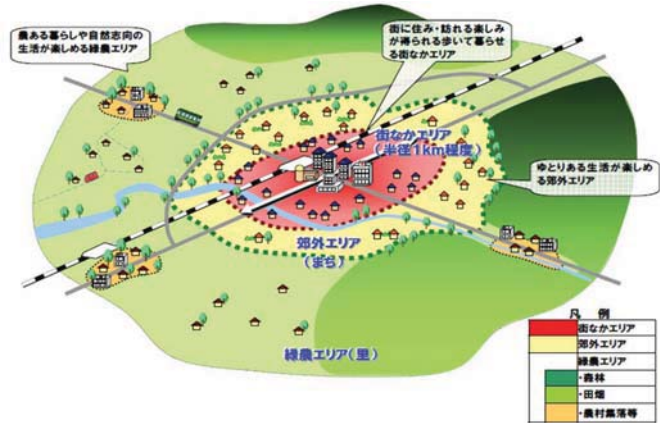 農ある暮らしや自然志向の
生活が楽しめる緑農エリア
街に住み・訪れる楽しみ
が得られる歩いて暮らせ
る街なかエリア
街なかエリア
(半径1km程度)
ゆとりある生活が楽し
める郊外エリア
郊外エリア
(まち)
緑農エリア(里)
凡 例
街なかエリア
郊外エリア
緑農エリア
・森林
・田畑
・農村集落等